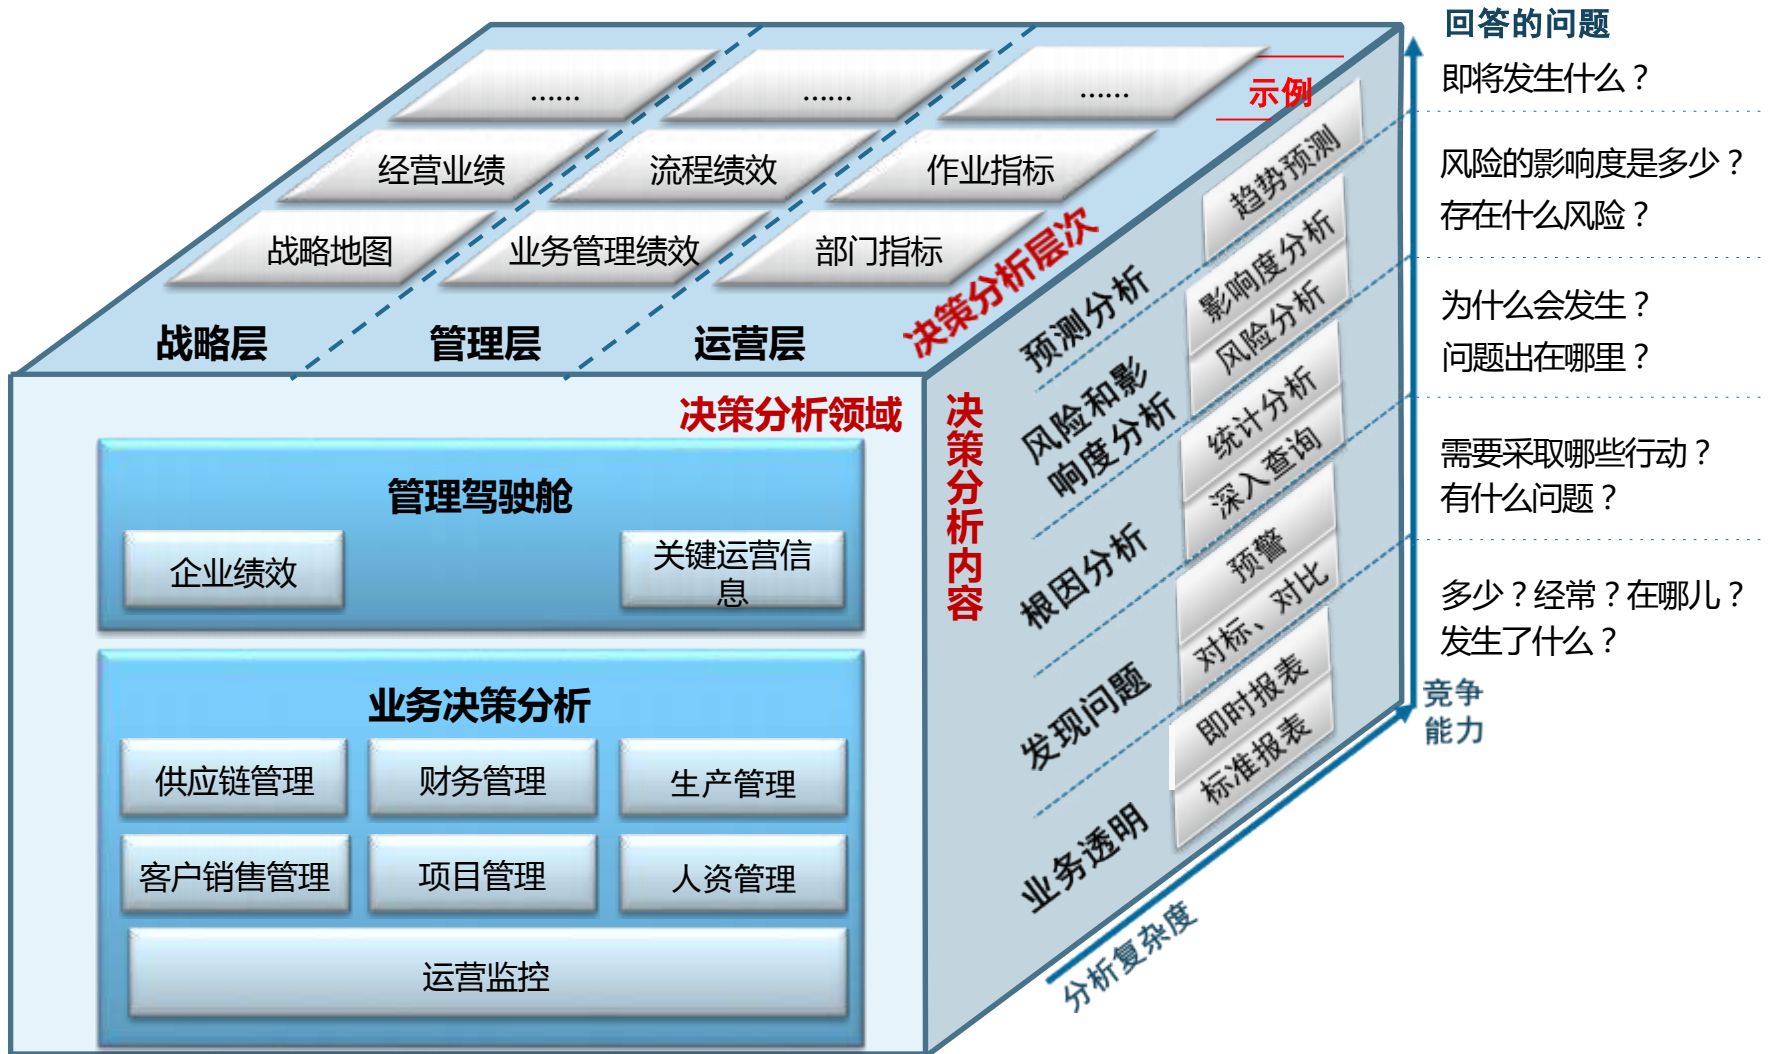 回答的问题
即将发生什么？
风险的影响度是多少？
存在什么风险？
为什么会发生？
问题出在哪里？
需要采取哪些行动？
有什么问题？
多少？经常？在哪儿？
发生了什么？
竞争
能力
分析复杂度
示例
……
……
……
经营业绩
流程绩效
作业指标
战略地图
业务管理绩效
部门指标
战略层
管理层
运营层
决策分析层次
决策分析领域
管理驾驶舱
企业绩效
关键运营信
息
业务决策分析
供应链管理
财务管理
生产管理
客户销售管理
项目管理
人资管理
运营监控
决策分析内容
预测分析
趋势预测
风险和影
响度分析
影响度分析
风险分析
根因分析
统计分析
深入查询
发现问题
预警
对标、对比
业务透明
即时报表
标准报表